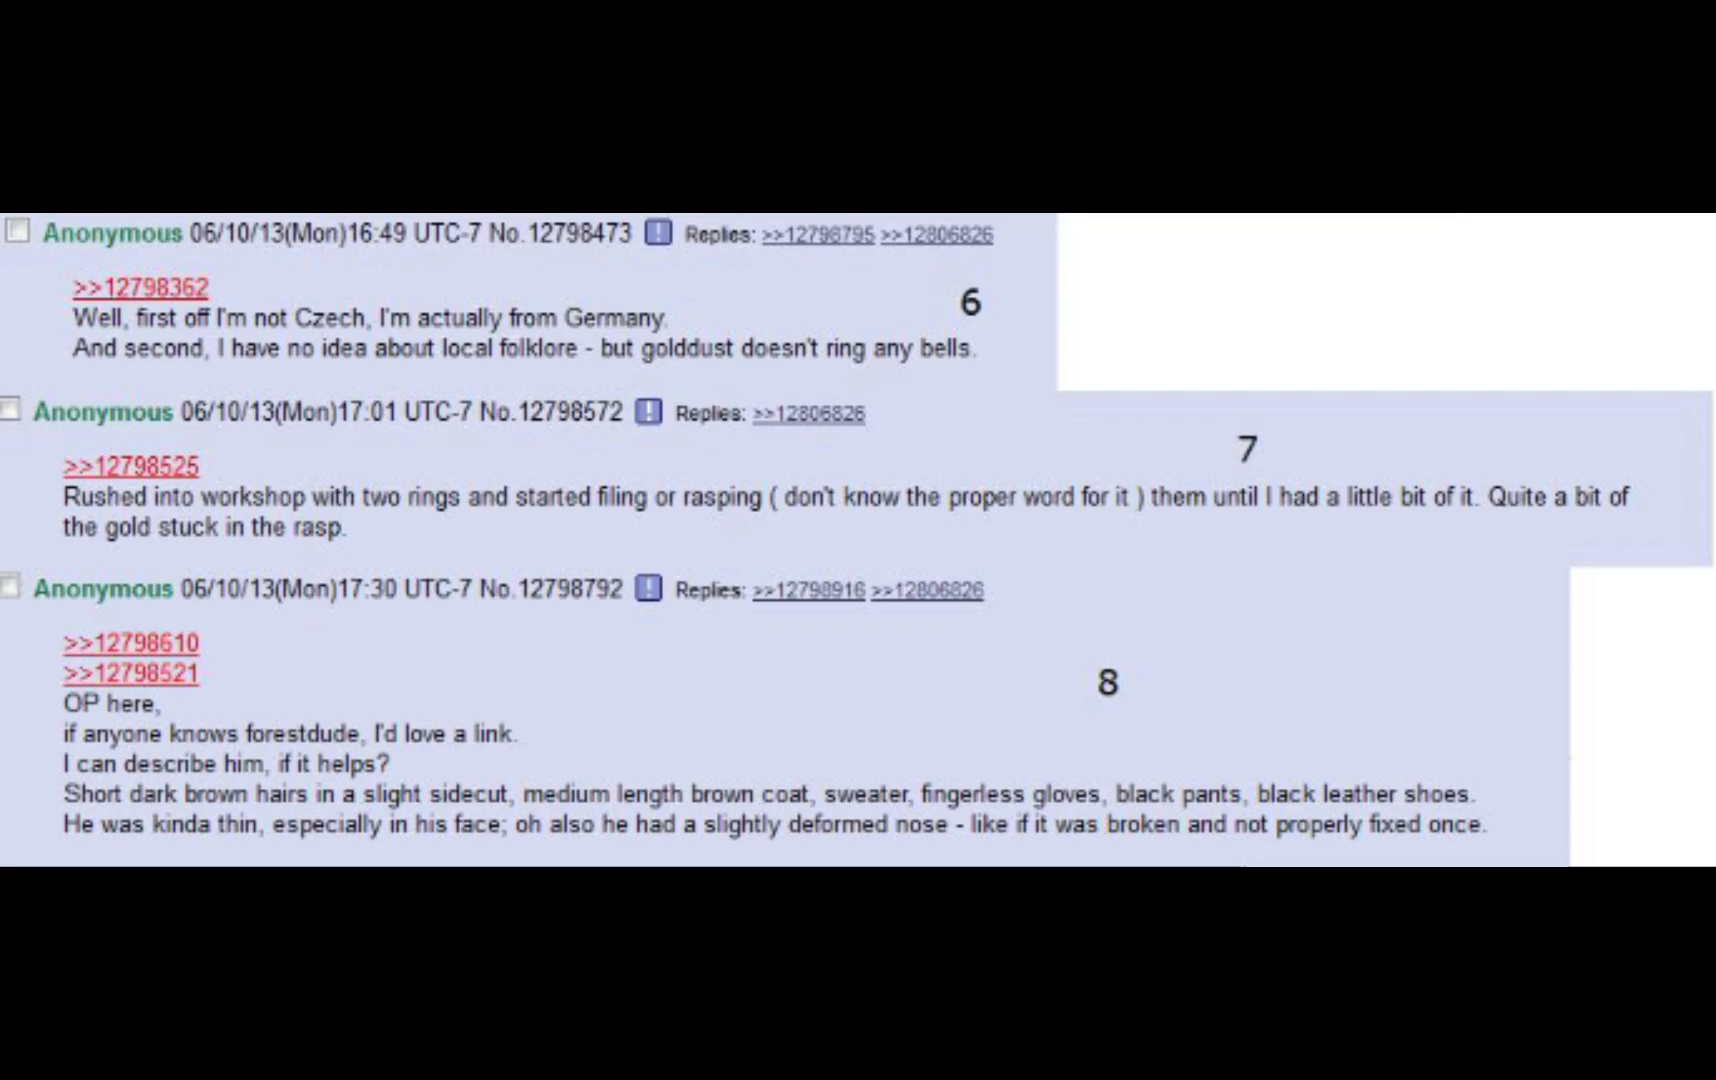 Anonymous 06/10/13(Mon)16:49 UTC-7 No.12798473 Replies: >>12798795 >>12806826
>>12798362
6
Well, first off I'm not Czech, I'm actually from Germany.
And second, I have no idea about local folklore - but golddust doesn't ring any bells.
Anonymous 06/10/13(Mon)17:01 UTC-7 No.12798572 Replies: >>12806826
7
>>12798525
Rushed into workshop with two rings and started filing or rasping ( don't know the proper word for it ) them until I had a little bit of it. Quite a bit of
the gold stuck in the rasp.
Anonymous 06/10/13(Mon)17:30 UTC-7 No.12798792 Replies: >>12798916 >>12806826
>>12798610
>>12798521
8
OP here,
if anyone knows forestdude, I'd love a link.
I can describe him, if it helps?
Short dark brown hairs in a slight sidecut, medium length brown coat, sweater, fingerless gloves, black pants, black leather shoes.
He was kinda thin, especially in his face; oh also he had a slightly deformed nose - like if it was broken and not properly fixed once.